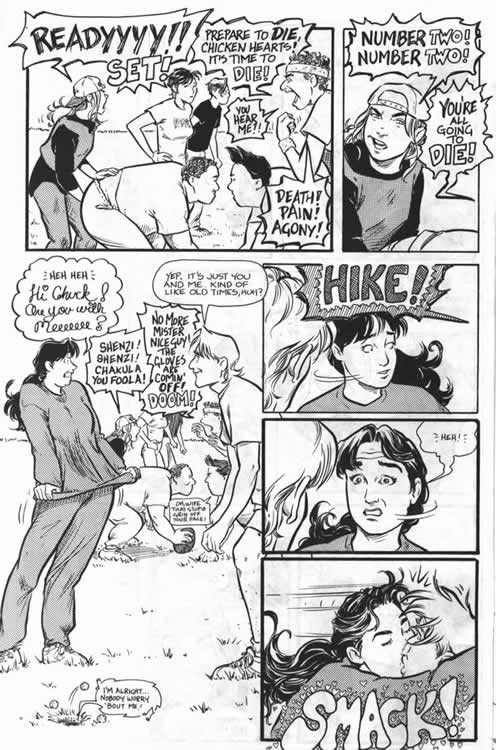 READYYYY!!
SET!
PREPARE TO DIE,
CHICKEN HEARTS!
IT'S TIME TO
DIE!
YOU
HEAR
ME?!
DEATH!
PAIN!
AGONY!
NUMBER TWO!
NUMBER TWO!
YOU'RE
ALL
GOING
TO
DIE!
HEH HEH
Hi Chuck!
Are you with
Meeeeee?
SHENZI!
SHENZI!
CHAKULA
YOU FOOLA!
NO MORE
MISTER
NICE GUY!
THE
GLOVES
ARE
COMIN'
OFF!
DOOM!
YEP. IT'S JUST YOU
AND ME. KIND OF
LIKE OLD TIMES, HUH?
WIPE
THAT STUPID
GRIN OFF
YOUR FACE!
I'M ALRIGHT...
NOBODY WORRY
'BOUT ME!
HIKE!
HEH!
SMACK!